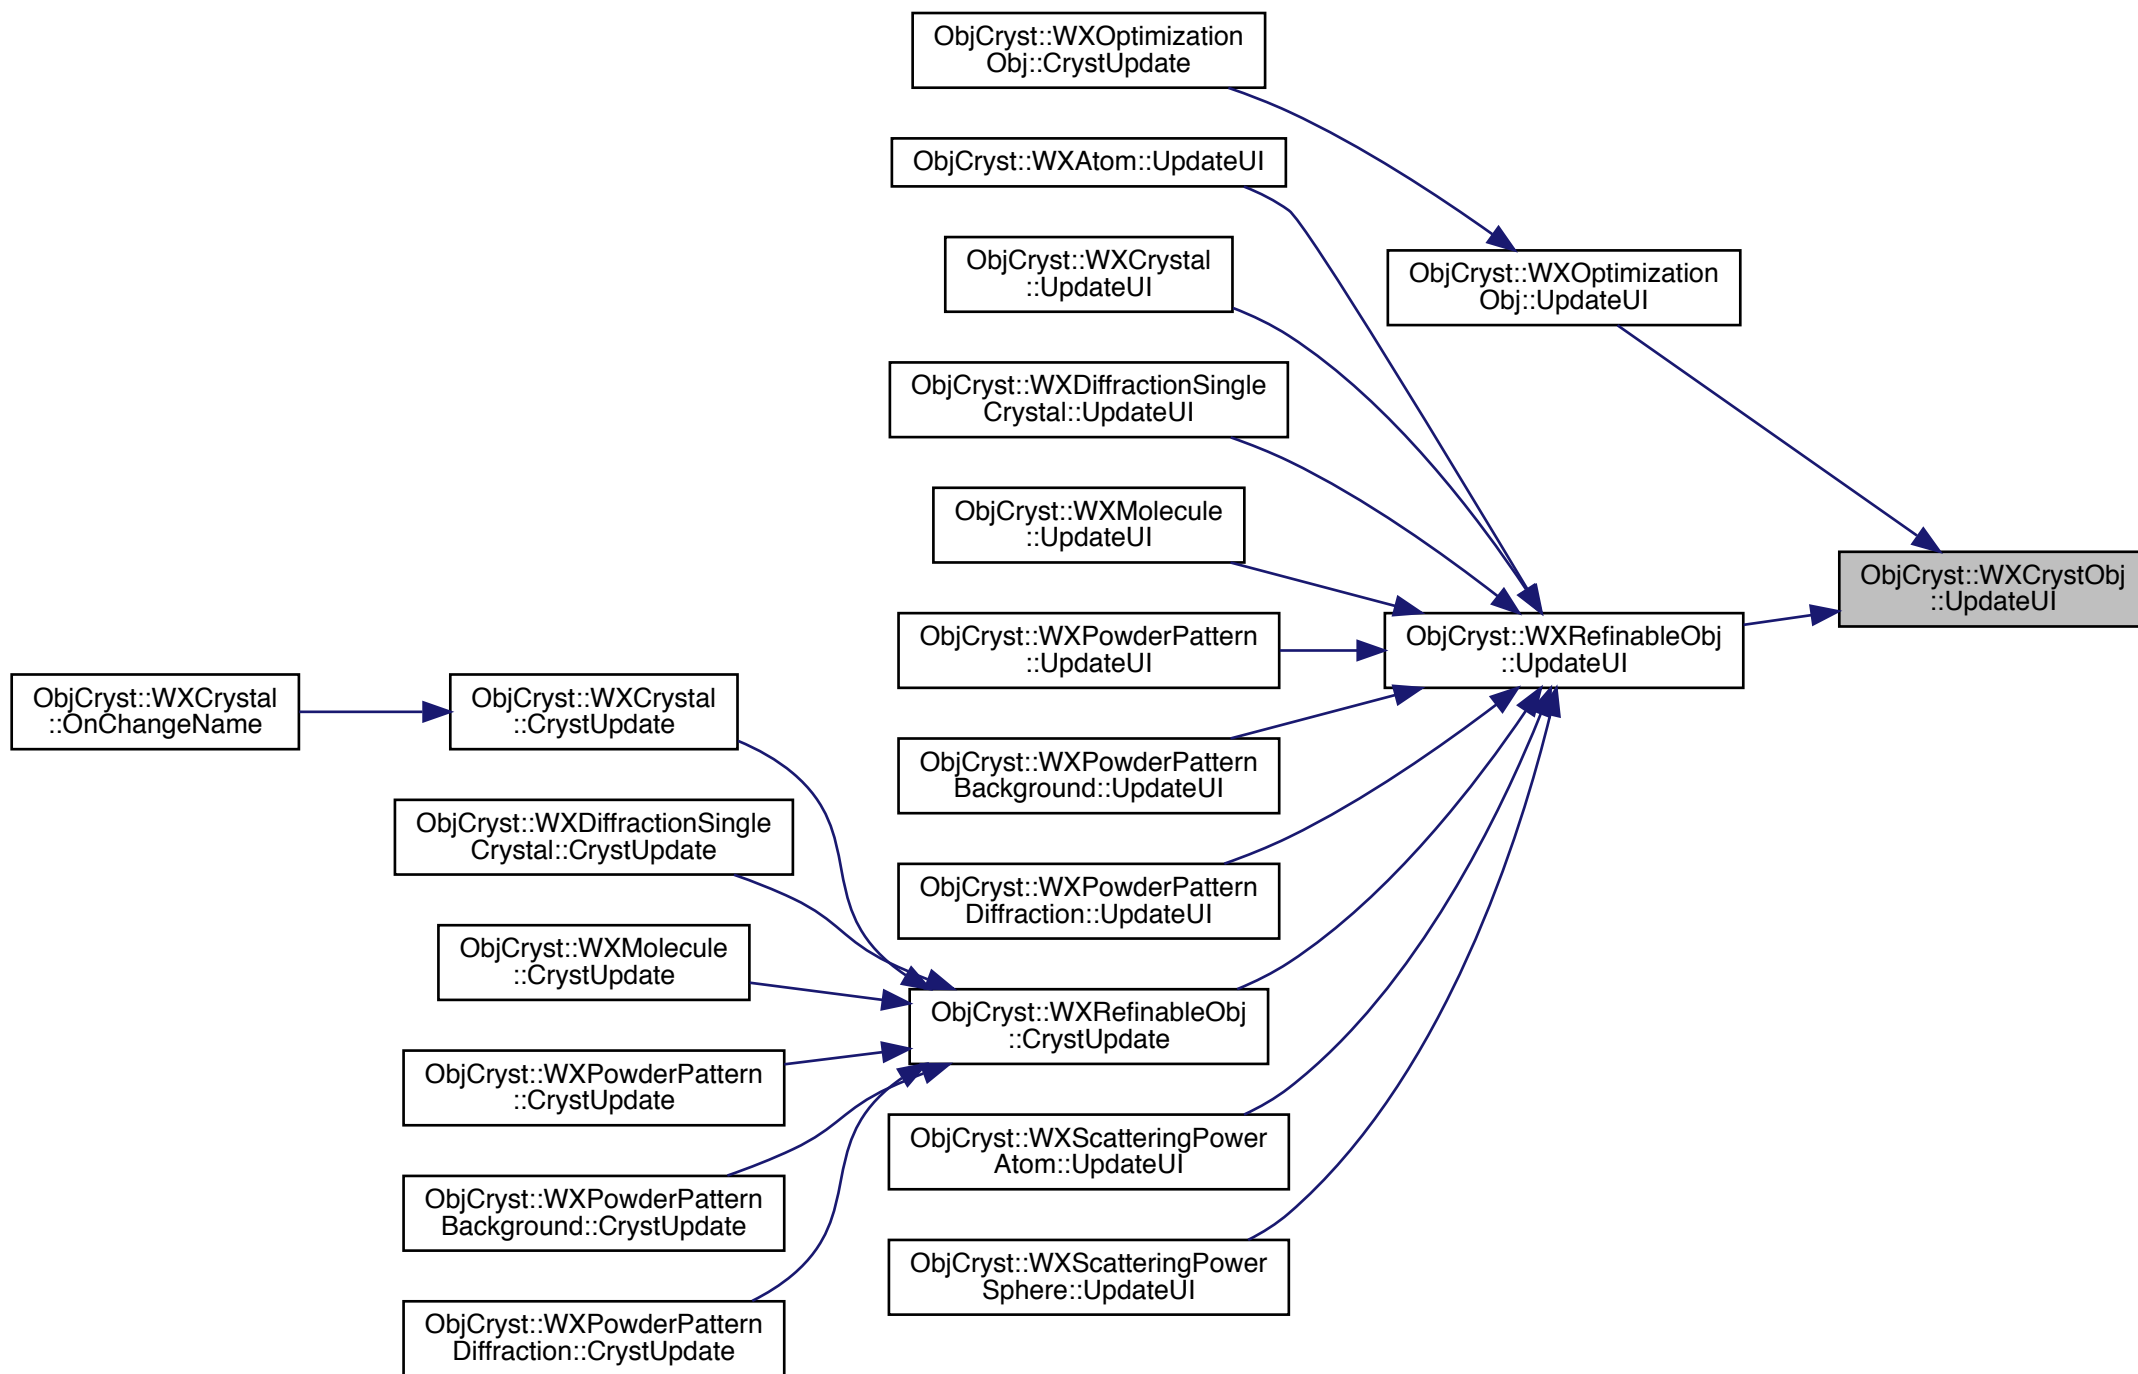 ObjCryst::WXOptimization
Obj::CrystUpdate
ObjCryst::WXAtom::UpdateUI
ObjCryst::WXCrystal
::UpdateUI
ObjCryst::WXOptimization
Obj::UpdateUI
ObjCryst::WXDiffractionSingle
Crystal::UpdateUI
ObjCryst::WXMolecule
::UpdateUI
ObjCryst::WXCrystObj
::UpdateUI
ObjCryst::WXPowderPattern
::UpdateUI
ObjCryst::WXRefinableObj
::UpdateUI
ObjCryst::WXCrystal
::OnChangeName
ObjCryst::WXCrystal
::CrystUpdate
ObjCryst::WXPowderPattern
Background::UpdateUI
ObjCryst::WXDiffractionSingle
Crystal::CrystUpdate
ObjCryst::WXPowderPattern
Diffraction::UpdateUI
ObjCryst::WXMolecule
::CrystUpdate
ObjCryst::WXRefinableObj
::CrystUpdate
ObjCryst::WXPowderPattern
::CrystUpdate
ObjCryst::WXScatteringPower
Atom::UpdateUI
ObjCryst::WXPowderPattern
Background::CrystUpdate
ObjCryst::WXScatteringPower
Sphere::UpdateUI
ObjCryst::WXPowderPattern
Diffraction::CrystUpdate